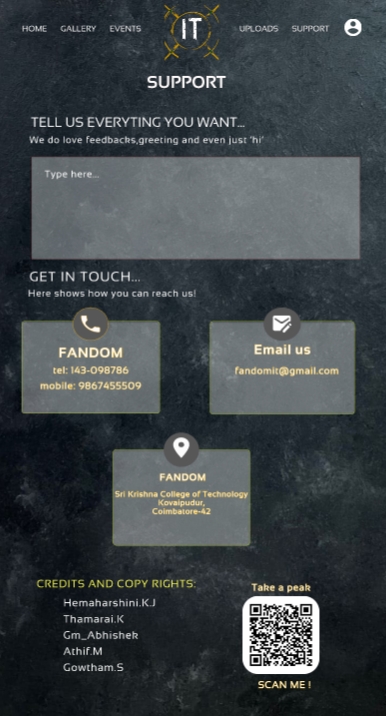 HOME GALLERY EVENTS IT UPLOADS SUPPORT
SUPPORT
TELL US EVERYTING YOU WANT...
We do love feedbacks,greeting and even just 'hi'
Type here...
GET IN TOUCH...
Here shows how you can reach us!
FANDOM
tel: 143-098786
mobile: 9867455509
Email us
fandomit@gmail.com
FANDOM
Sri Krishna College of Technology
Kovaipudur,
Coimbatore-42
CREDITS AND COPY RIGHTS:
Hemaharshini.K.J
Thamarai.K
Gm_Abhishek
Athif.M
Gowtham.S
Take a peak
SCAN ME !